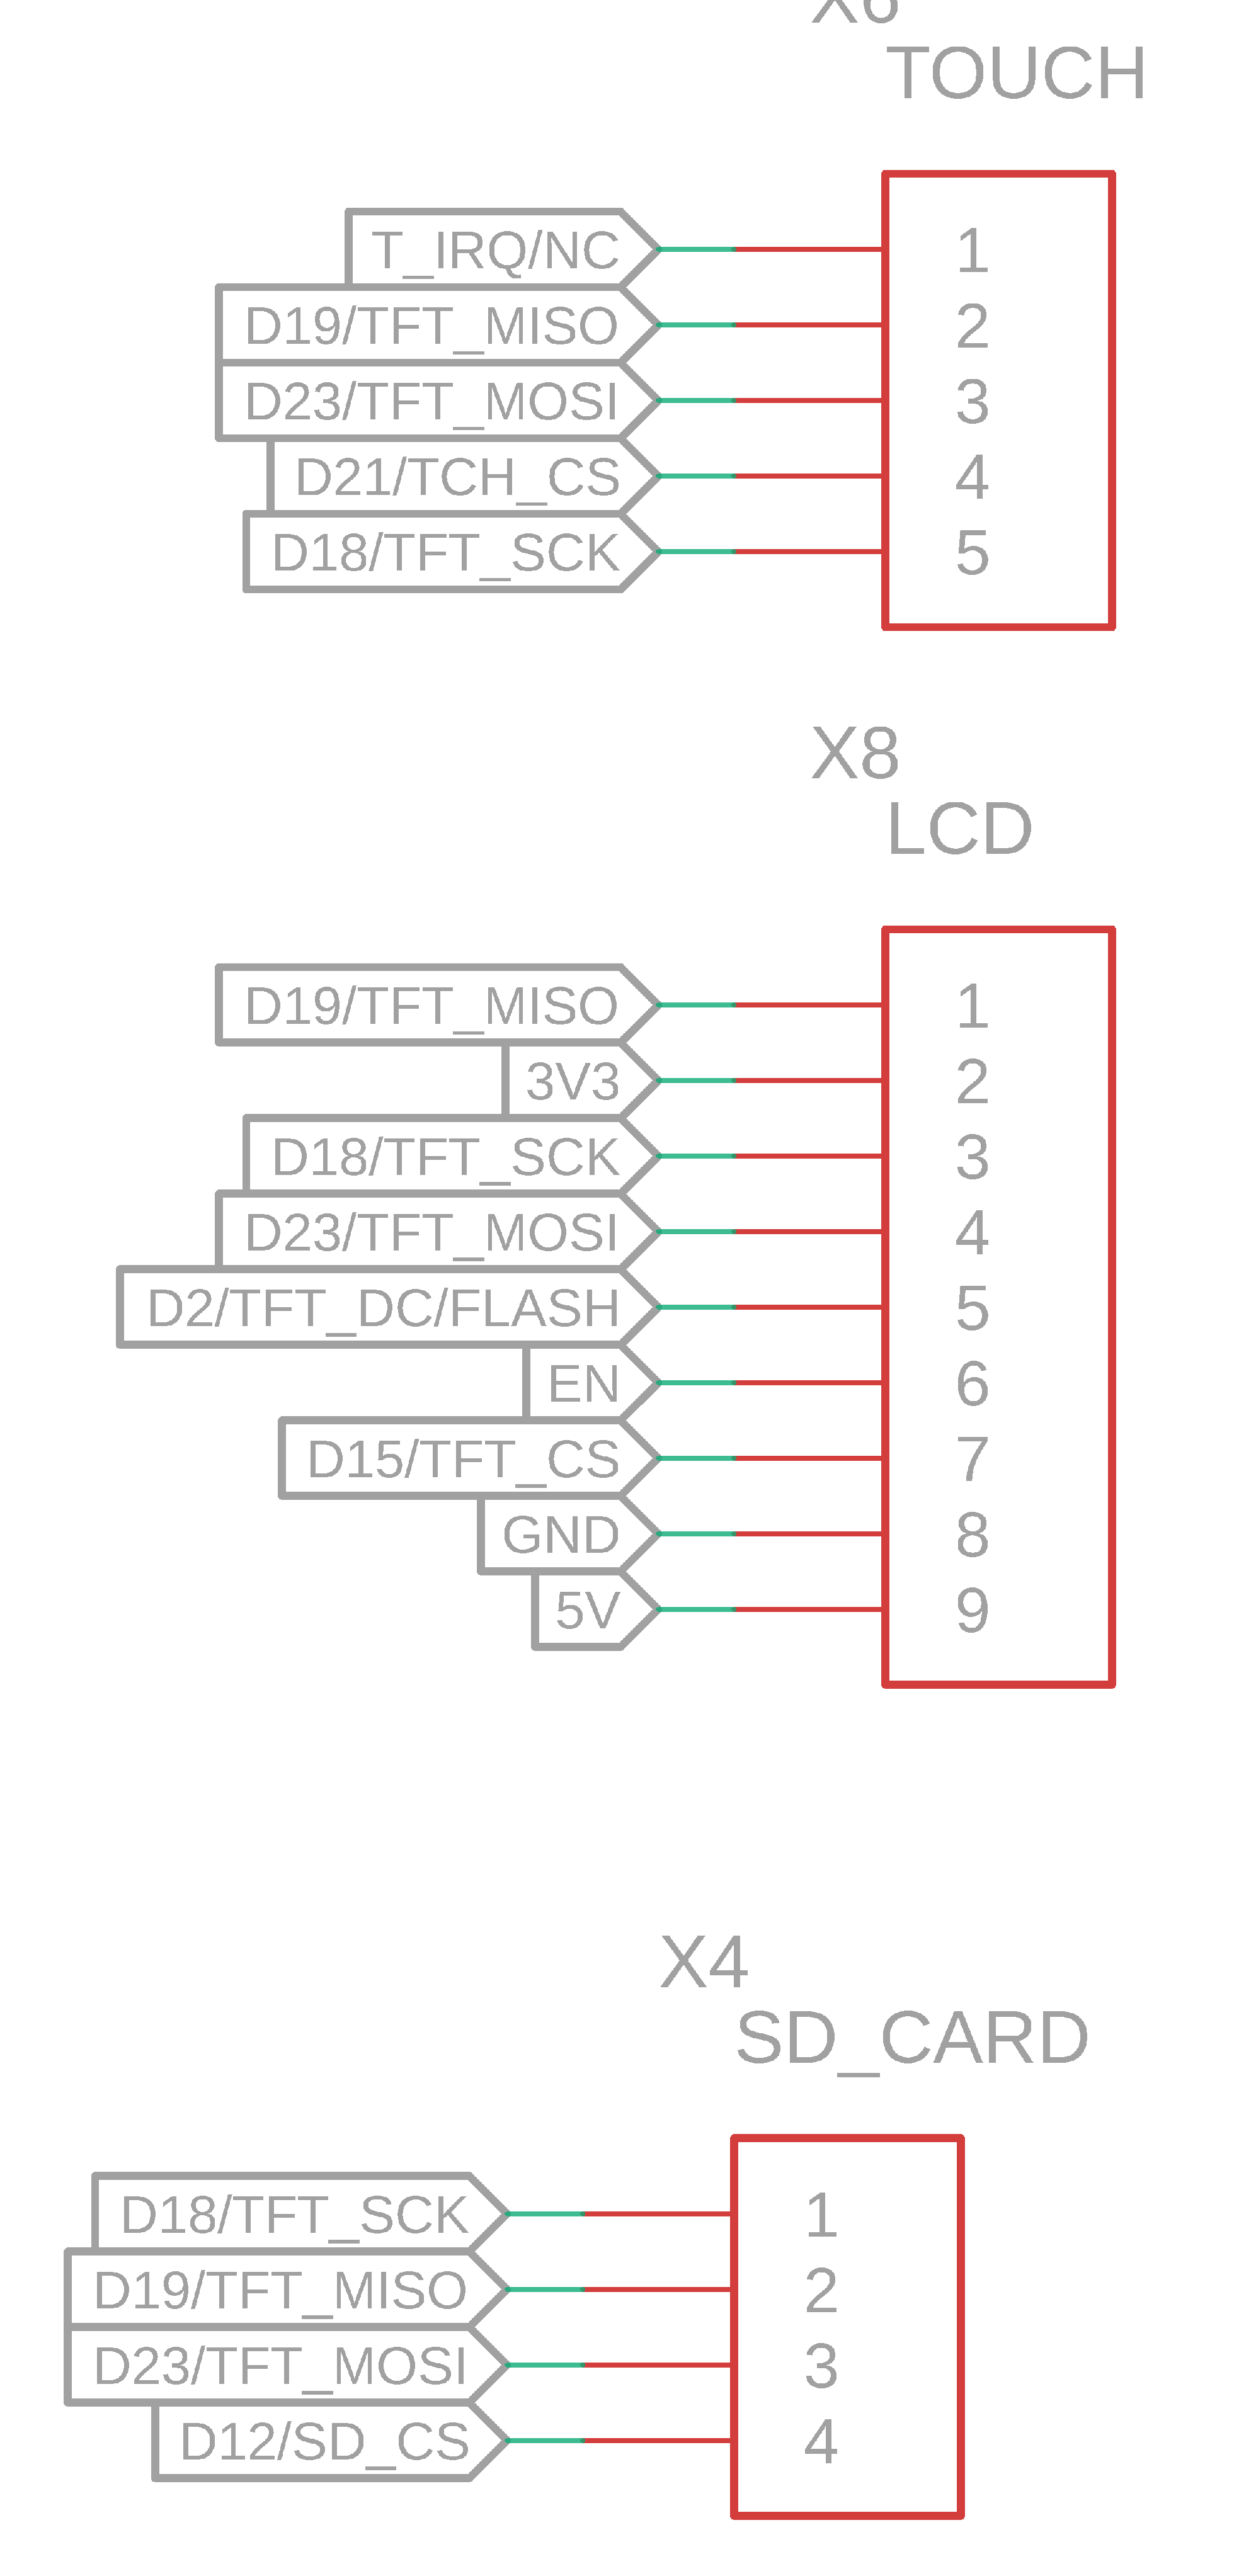 X6
TOUCH
T_IRQ/NC 1
D19/TFT_MISO 2
D23/TFT_MOSI 3
D21/TCH_CS 4
D18/TFT_SCK 5
X8
LCD
D19/TFT_MISO 1
3V3 2
D18/TFT_SCK 3
D23/TFT_MOSI 4
D2/TFT_DC/FLASH 5
EN 6
D15/TFT_CS 7
GND 8
5V 9
X4
SD_CARD
D18/TFT_SCK 1
D19/TFT_MISO 2
D23/TFT_MOSI 3
D12/SD_CS 4